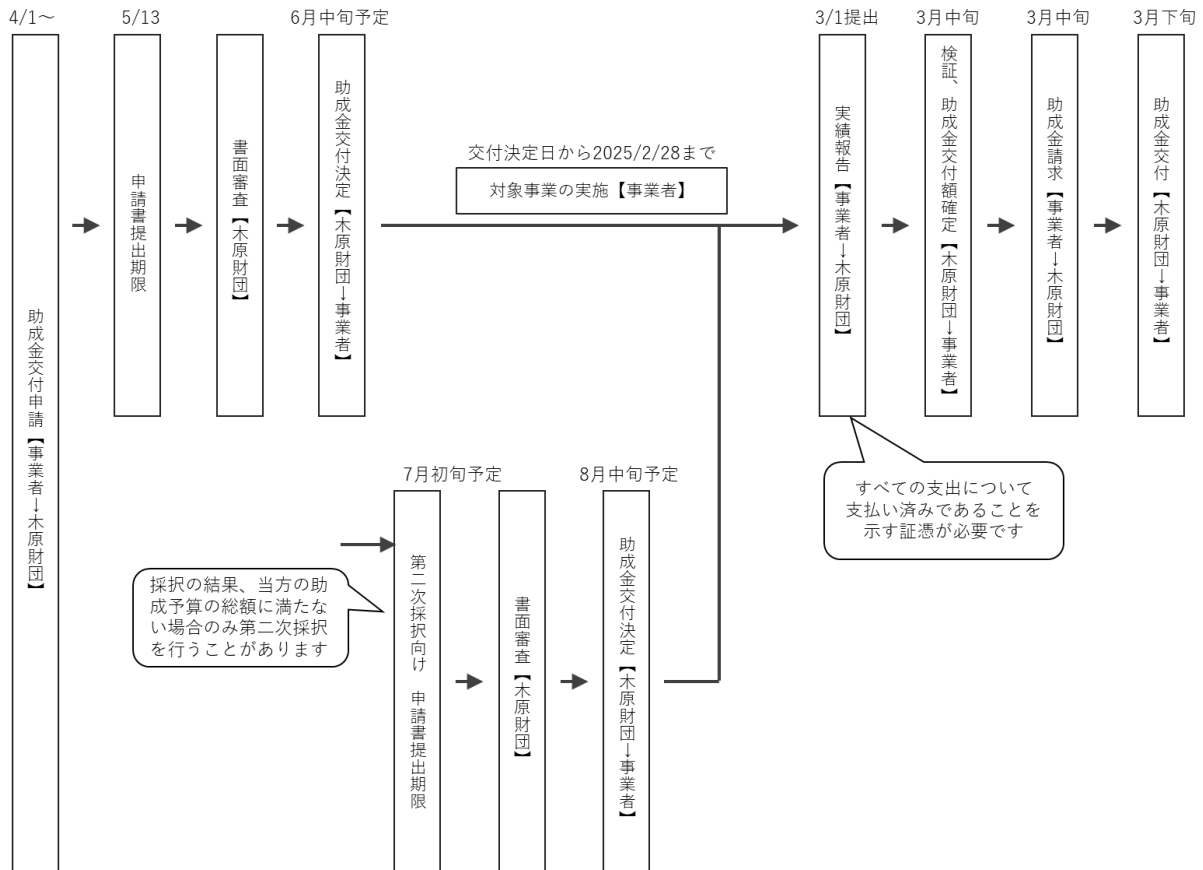 4/1～
助成金交付申請【事業者→木原財団】
5/13
申請書提出期限
書面審査【木原財団】
6月中旬予定
助成金交付決定【木原財団→事業者】
交付決定日から2025/2/28まで
対象事業の実施【事業者】
3/1提出
実績報告【事業者→木原財団】
すべての支出について
支払い済みであることを
示す証憑が必要です
3月中旬
検証、助成金交付額確定【木原財団→事業者】
3月中旬
助成金請求【事業者→木原財団】
3月下旬
助成金交付【木原財団→事業者】
採択の結果、当方の助
成予算の総額に満たな
い場合のみ第二次採択
を行うことがあります
7月初旬予定
第二次採択向け　申請書提出期限
書面審査【木原財団】
8月中旬予定
助成金交付決定【木原財団→事業者】